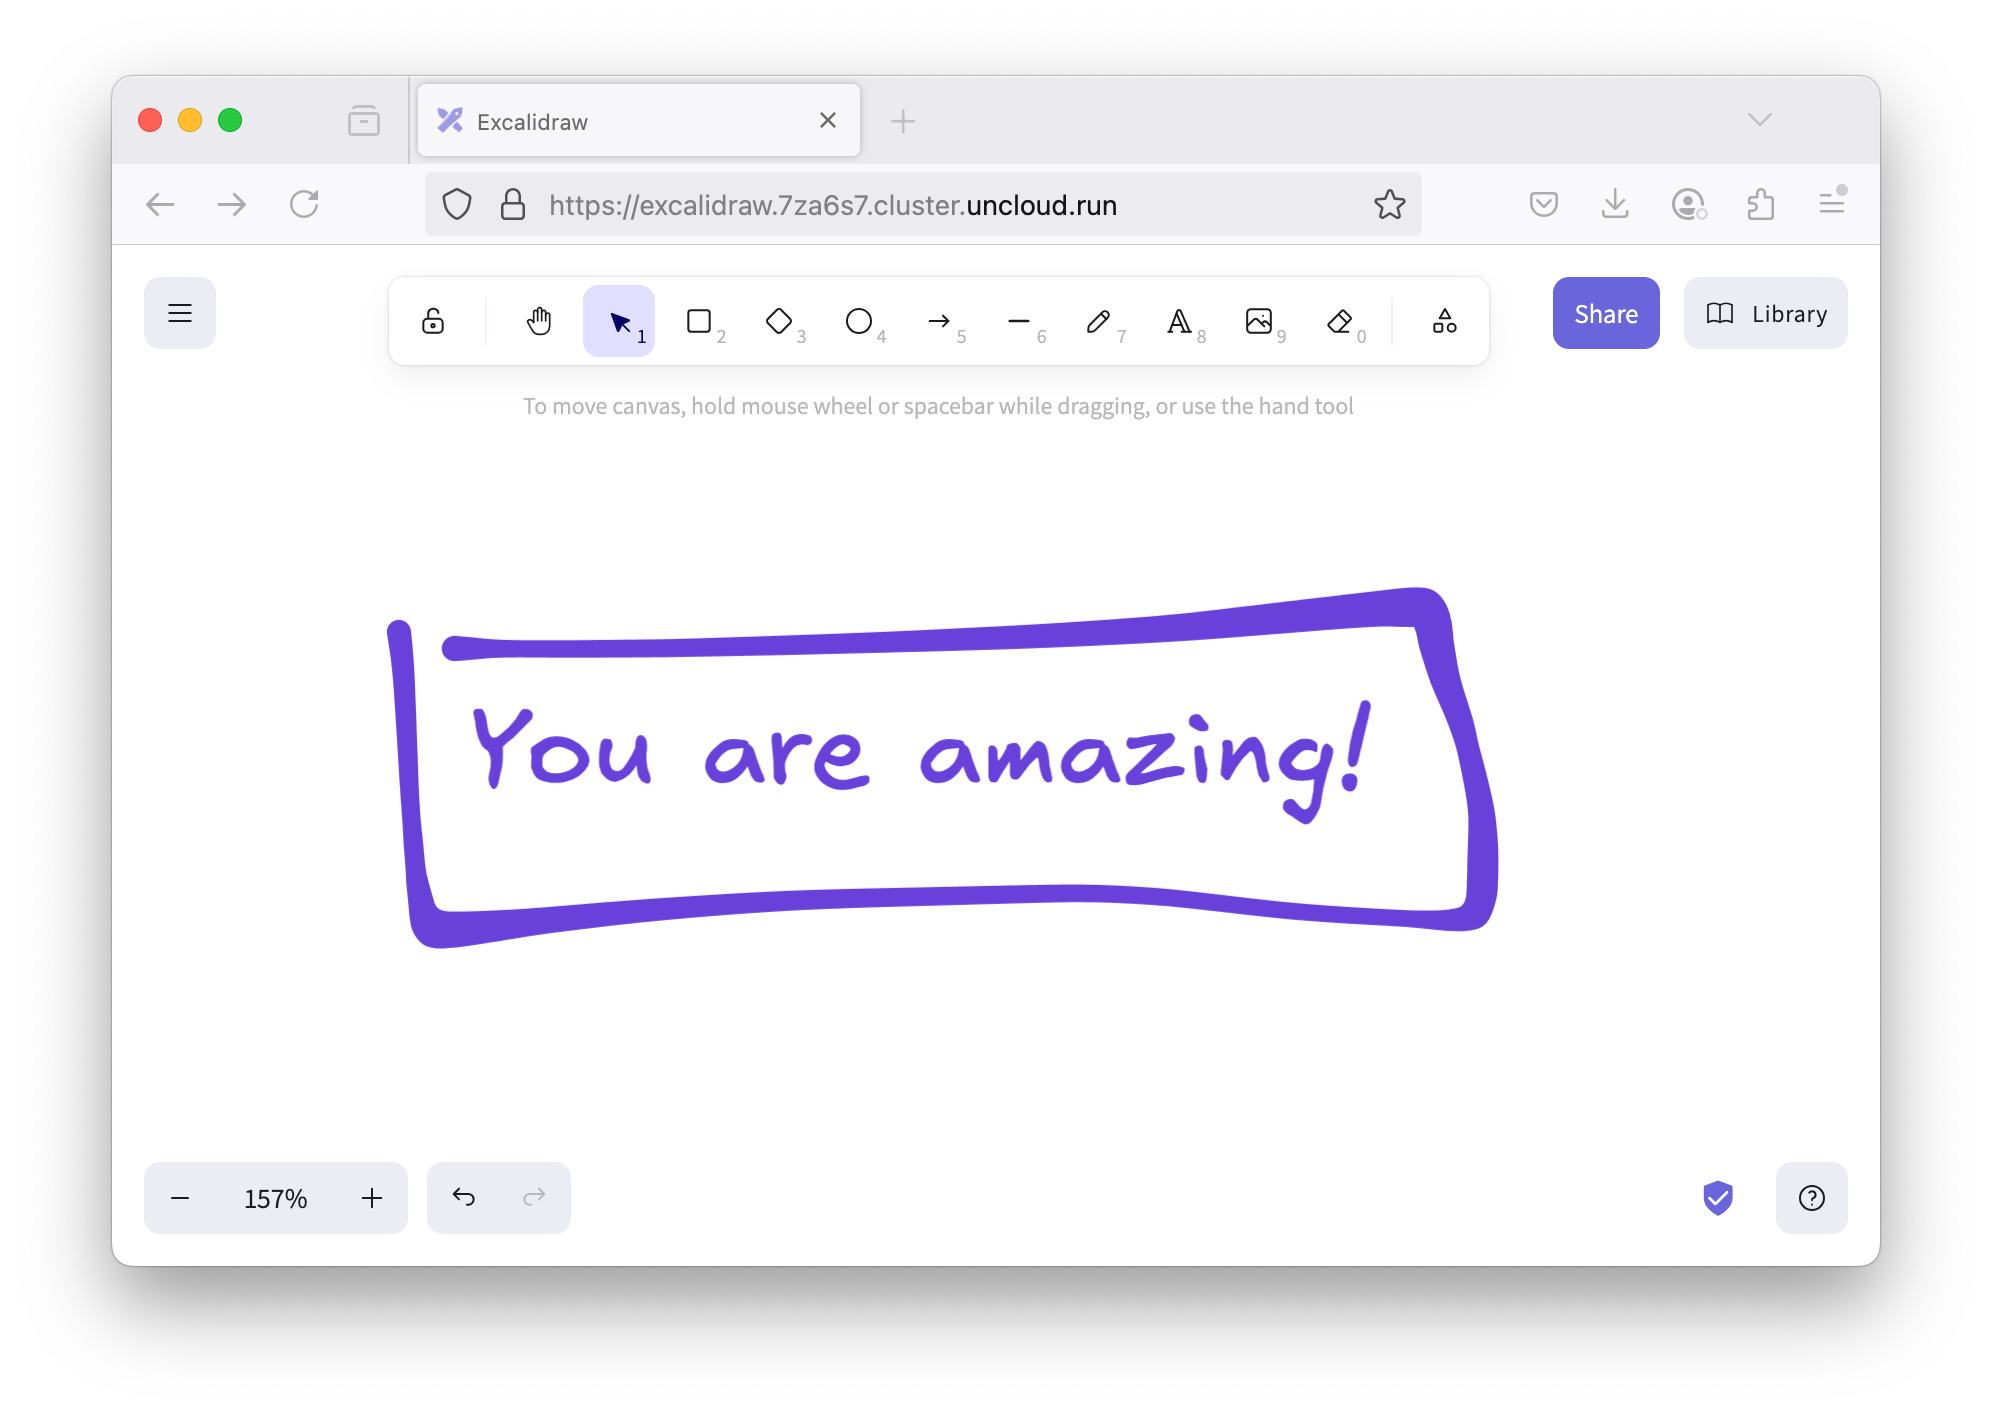 Excalidraw
https://excalidraw.7za6s7.cluster.uncloud.run
1 2 3 4 5 6 7 A 8 9 0
Share
Library
To move canvas, hold mouse wheel or spacebar while dragging, or use the hand tool
You are amazing!
157%